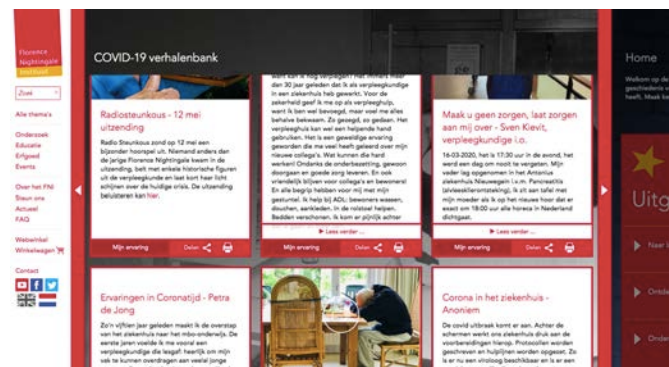 Florence
Nightingale
Instituut
Zoek
Alle thema's
Onderzoek
Educatie
Erfgoed
Events
Over het FNI
Steun ons
Actueel
FAQ
Webwinkel
Winkelwagen
Contact
COVID-19 verhalenbank
Radiosteunkous - 12 mei
uitzending
Radio Steunkous zond op 12 mei een
bijzonder hoorspel uit. Niemand anders dan
de jarige Florence Nightingale kwam in de
uitzending, belt met enkele historische figuren
uit de verpleegkunde en laat kort haar licht
schijnen over de huidige crisis. De uitzending
beluisteren kan hier.
Mijn ervaring
Delen
want kan ik nog verplegen? Het immers meer
dan 30 jaar geleden dat ik als verpleegkundige
in een ziekenhuis heb gewerkt. Voor de
zekerheid geef ik me op als verpleeghulp,
want ik ben wel bevoegd, maar voel me alles
behalve bekwaam. Zo gezegd, zo gedaan. Het
verpleeghuis kan wel een helpende hand
gebruiken. Het is een geweldige ervaring
geworden die me veel heeft geleerd over mijn
nieuwe collega's. Wat kunnen die hard
werken! Ondanks de onderbezetting, gewoon
doorgaan en goede zorg leveren. En ook
vriendelijk blijven voor collega's en bewoners!
En alle begrip hebben voor mij met mijn
gestuntel. Ik help bij ADL: bewoners wassen,
douchen, aankleden. In de rolstoel helpen.
Bedden verschonen. Ik kom er pijnlijk achter
Lees verder ...
Mijn ervaring
Delen
Maak u geen zorgen, laat zorgen
aan mij over - Sven Kievit,
verpleegkundige i.o.
16-03-2020, het is 17:30 uur in de avond, het
werd een dag om nooit te vergeten. Mijn
vader lag opgenomen in het Antonius
ziekenhuis Nieuwegein i.v.m. Pancreatitis
(alvleesklierontsteking), ik zit aan tafel met
mijn moeder als ik op het nieuws hoor dat er
exact om 18:00 uur alle horeca in Nederland
dichtgaat.
Lees verder ...
Mijn ervaring
Delen
Ervaringen in Coronatijd - Petra
de Jong
Zo'n vijftien jaar geleden maakt ik de overstap
van het ziekenhuis naar het mbo-onderwijs. De
eerste jaren voelde ik me vooral een
verpleegkundige die lesgaf: heerlijk om mijn
vak te kunnen overdragen aan veelal jonge
Corona in het ziekenhuis -
Anoniem
De covid uitbraak komt er aan. Achter de
schermen werkt ons ziekenhuis druk aan de
voorbereidingen hierop. Protocollen worden
geschreven en hulplijnen worden opgezet. Zo
is er nu een viroloog beschikbaar en is er een
Home
Welkom op de
geschiedenis v
heeft. Maak ke
Uitg
Naar
Ontde
Onder